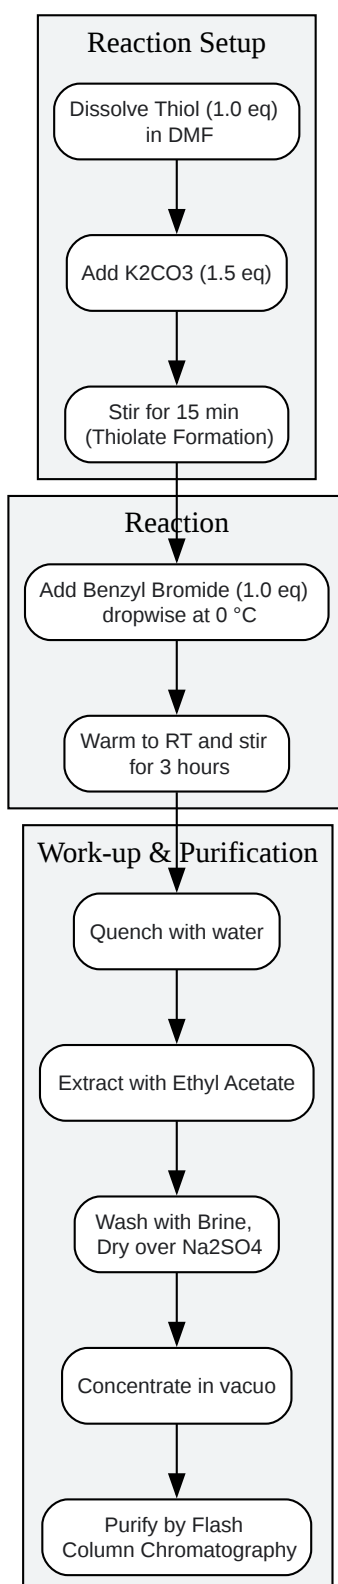 Reaction Setup
Dissolve Thiol (1.0 eq)
in DMF
Add K2CO3 (1.5 eq)
Stir for 15 min
(Thiolate Formation)
Reaction
Add Benzyl Bromide (1.0 eq)
dropwise at 0 °C
Warm to RT and stir
for 3 hours
Work-up & Purification
Quench with water
Extract with Ethyl Acetate
Wash with Brine,
Dry over Na2SO4
Concentrate in vacuo
Purify by Flash
Column Chromatography